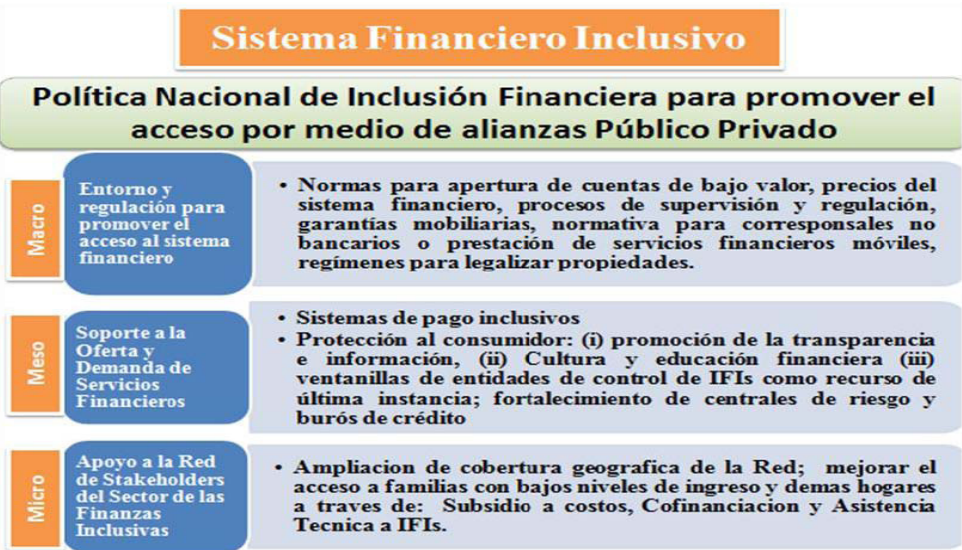 Sistema Financiero Inclusivo
Política Nacional de Inclusión Financiera para promover el
acceso por medio de alianzas Público Privado
Macro
Entorno y
regulación para
promover el
acceso al sistema
financiero
• Normas para apertura de cuentas de bajo valor, precios del
sistema financiero, procesos de supervisión y regulación,
garantías mobiliarias, normativa para corresponsales no
bancarios o prestación de servicios financieros móviles,
regímenes para legalizar propiedades.
Meso
Soporte a la
Oferta y
Demanda de
Servicios
Financieros
• Sistemas de pago inclusivos
• Protección al consumidor: (i) promoción de la transparencia
e información, (ii) Cultura y educación financiera (iii)
ventanillas de entidades de control de IFIs como recurso de
última instancia; fortalecimiento de centrales de riesgo y
burós de crédito
Micro
Apoyo a la Red
de Stakeholders
del Sector de las
Finanzas
Inclusivas
• Ampliacion de cobertura geografica de la Red; mejorar el
acceso a familias con bajos niveles de ingreso y demas hogares
a traves de: Subsidio a costos, Cofinanciacion y Asistencia
Tecnica a IFIs.